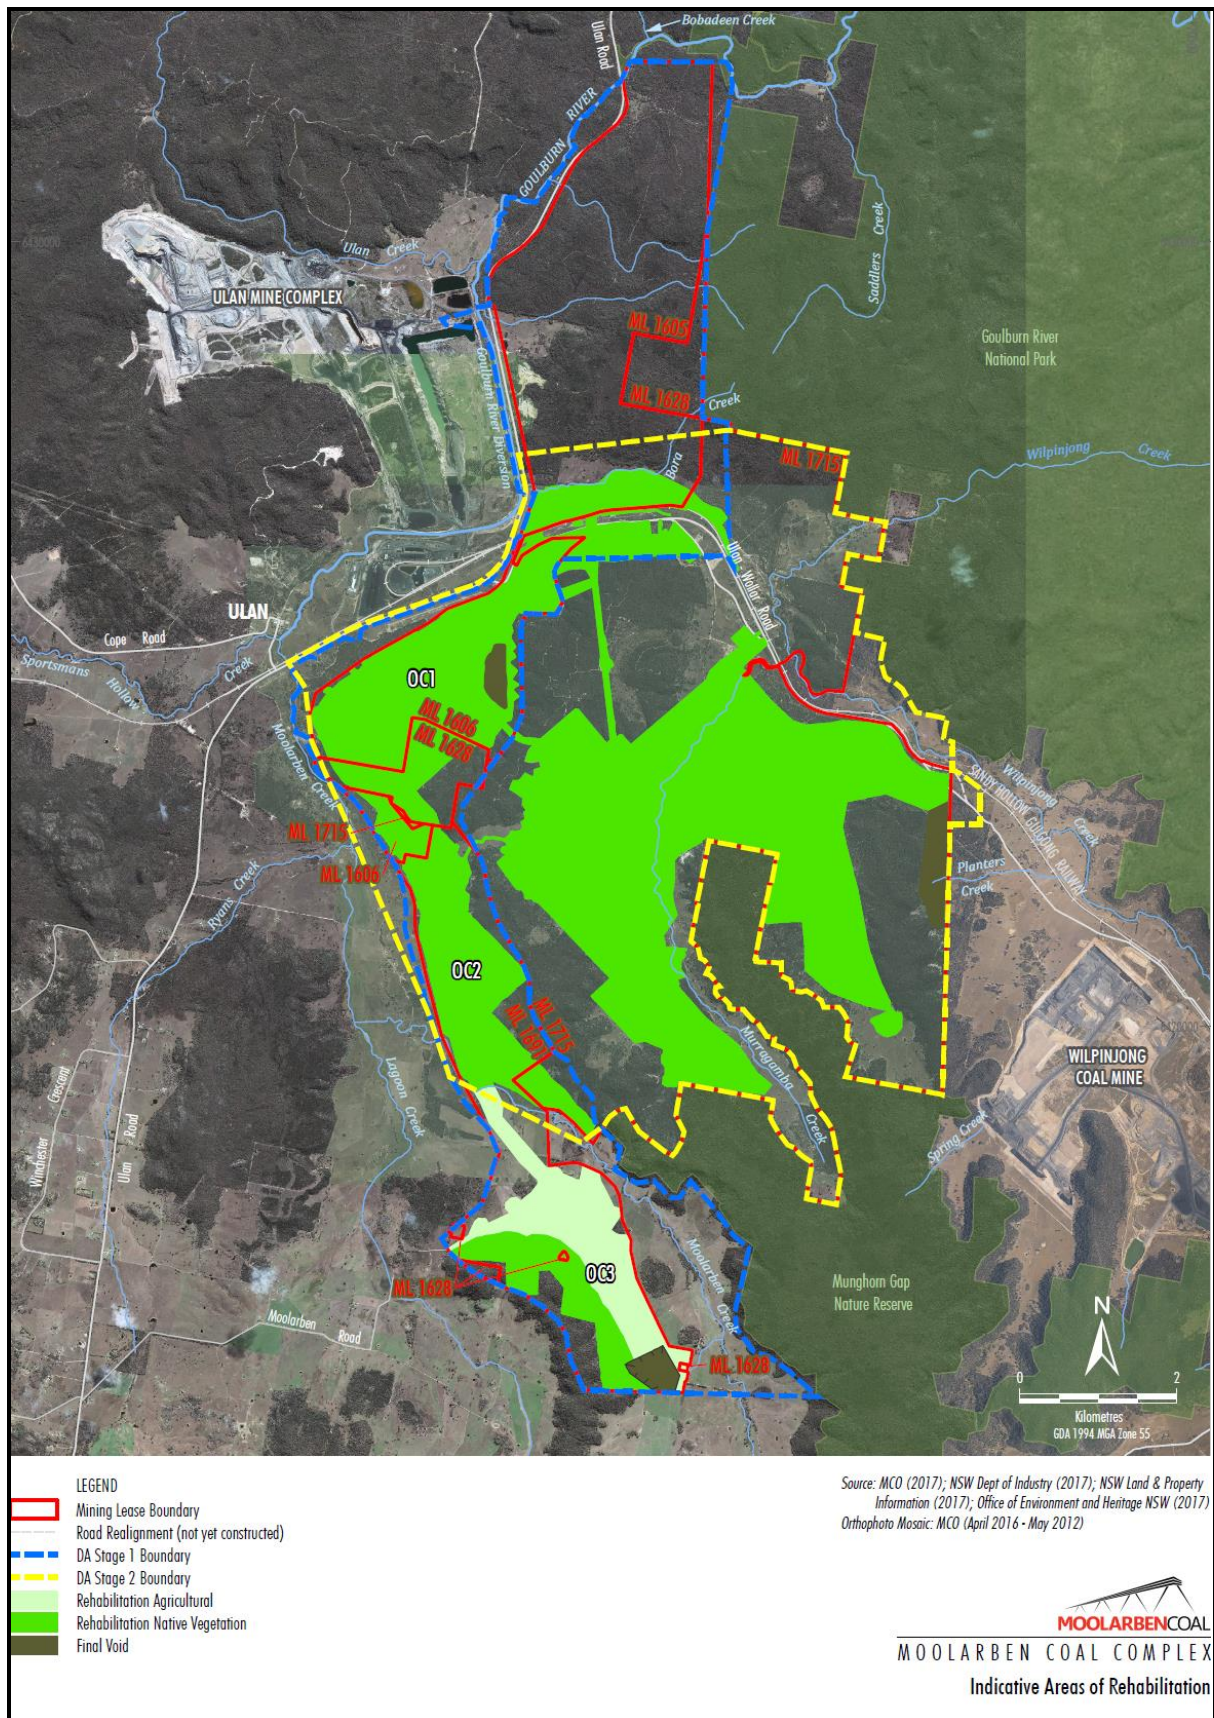 Bobadeen Creek
Ulan Road
GOULBURN RIVER
Ulan Creek
Saddlers Creek
ULAN MINE COMPLEX
6430000
ML 1605
Goulburn River
National Park
Goulburn River Diversion
ML 1628
Creek
Bora
ML 1715
Wilpinjong Creek
Ulan - Wollar Road
ULAN
Cope Road
Sportsmans Hollow Creek
OC1
ML 1606
ML 1628
Moolarben Creek
Wilpinjong Creek
SANDY HOLLOW GULGONG RAILWAY
ML 1715
ML 1606
Planters
Creek
Ryans Creek
OC2
ML 1715
ML 1691
Murragamba Creek
WILPINJONG
COAL MINE
Lagoon Creek
Winchester Crescent
Ulan Road
Spring Creek
OC3
ML 1628
Moolarben Creek
Munghorn Gap
Nature Reserve
Moolarben Road
ML 1628
N
0 2
Kilometres
GDA 1994 MGA Zone 55
LEGEND
Mining Lease Boundary
Road Realignment (not yet constructed)
DA Stage 1 Boundary
DA Stage 2 Boundary
Rehabilitation Agricultural
Rehabilitation Native Vegetation
Final Void
Source: MCO (2017); NSW Dept of Industry (2017); NSW Land & Property
Information (2017); Office of Environment and Heritage NSW (2017)
Orthophoto Mosaic: MCO (April 2016 - May 2012)
MOOLARBENCOAL
MOOLARBEN COAL COMPLEX
Indicative Areas of Rehabilitation